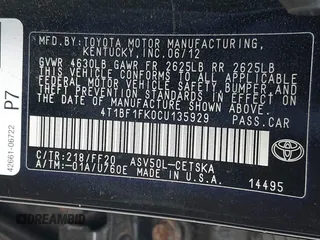 MFD. BY: TOYOTA MOTOR MANUFACTURING,
KENTUCKY, INC. 06/12
GVWR 4630LB GAWR FR 2625LB RR 2625LB
THIS VEHICLE CONFORMS TO ALL APPLICABLE
FEDERAL MOTOR VEHICLE SAFETY, BUMPER, AND
THEFT PREVENTION STANDARDS IN EFFECT ON
THE DATE OF MANUFACTURE SHOWN ABOVE.
4T1BF1FK0CU135929 PASS.CAR
C/TR:218/FF20 ASV50L-CETSKA
A/TM:-01A/U760E MADE IN U.S.A.
14495
P7
42661-06722
TOYOTA